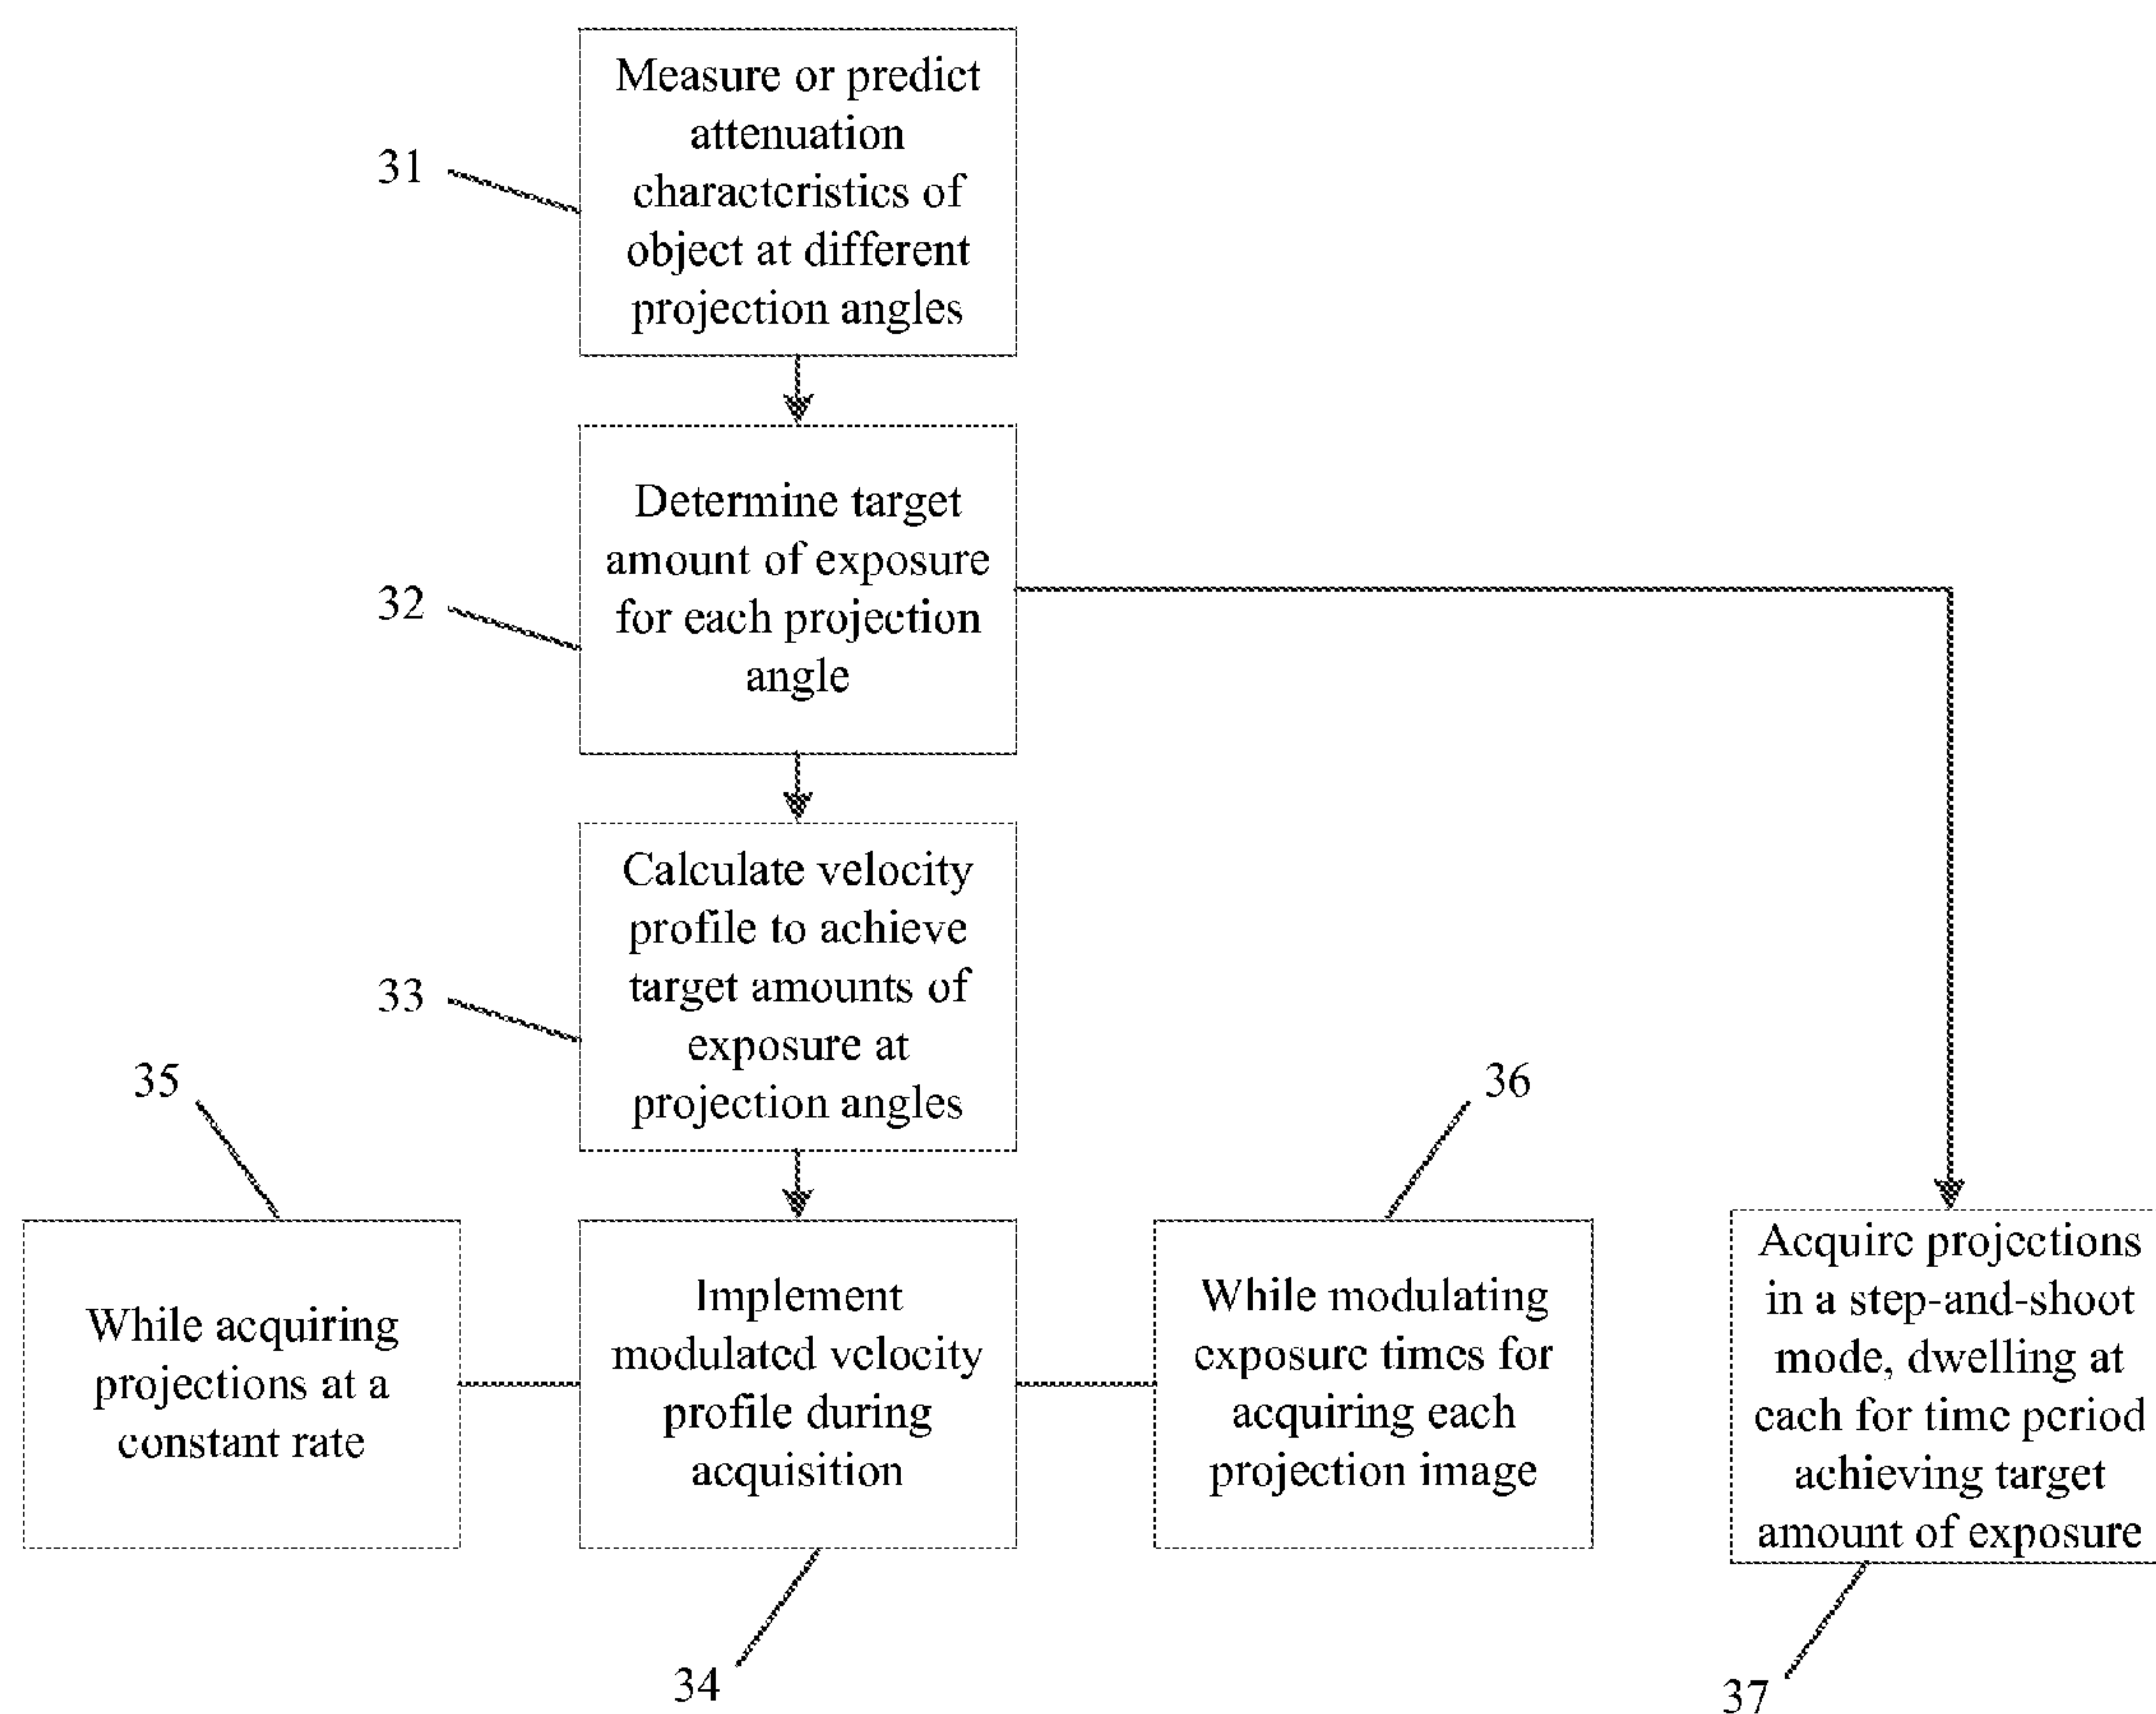 Measure or predict
attenuation
characteristics of
object at different
projection angles
31
Determine target
amount of exposure
for each projection
angle
32
Calculate velocity
profile to achieve
target amounts of
exposure at
projection angles
33
35
36
While acquiring
projections at a
constant rate
Implement
modulated velocity
profile during
acquisition
While modulating
exposure times for
acquiring each
projection image
Acquire projections
in a step-and-shoot
mode, dwelling at
each for time period
achieving target
amount of exposure
34
37